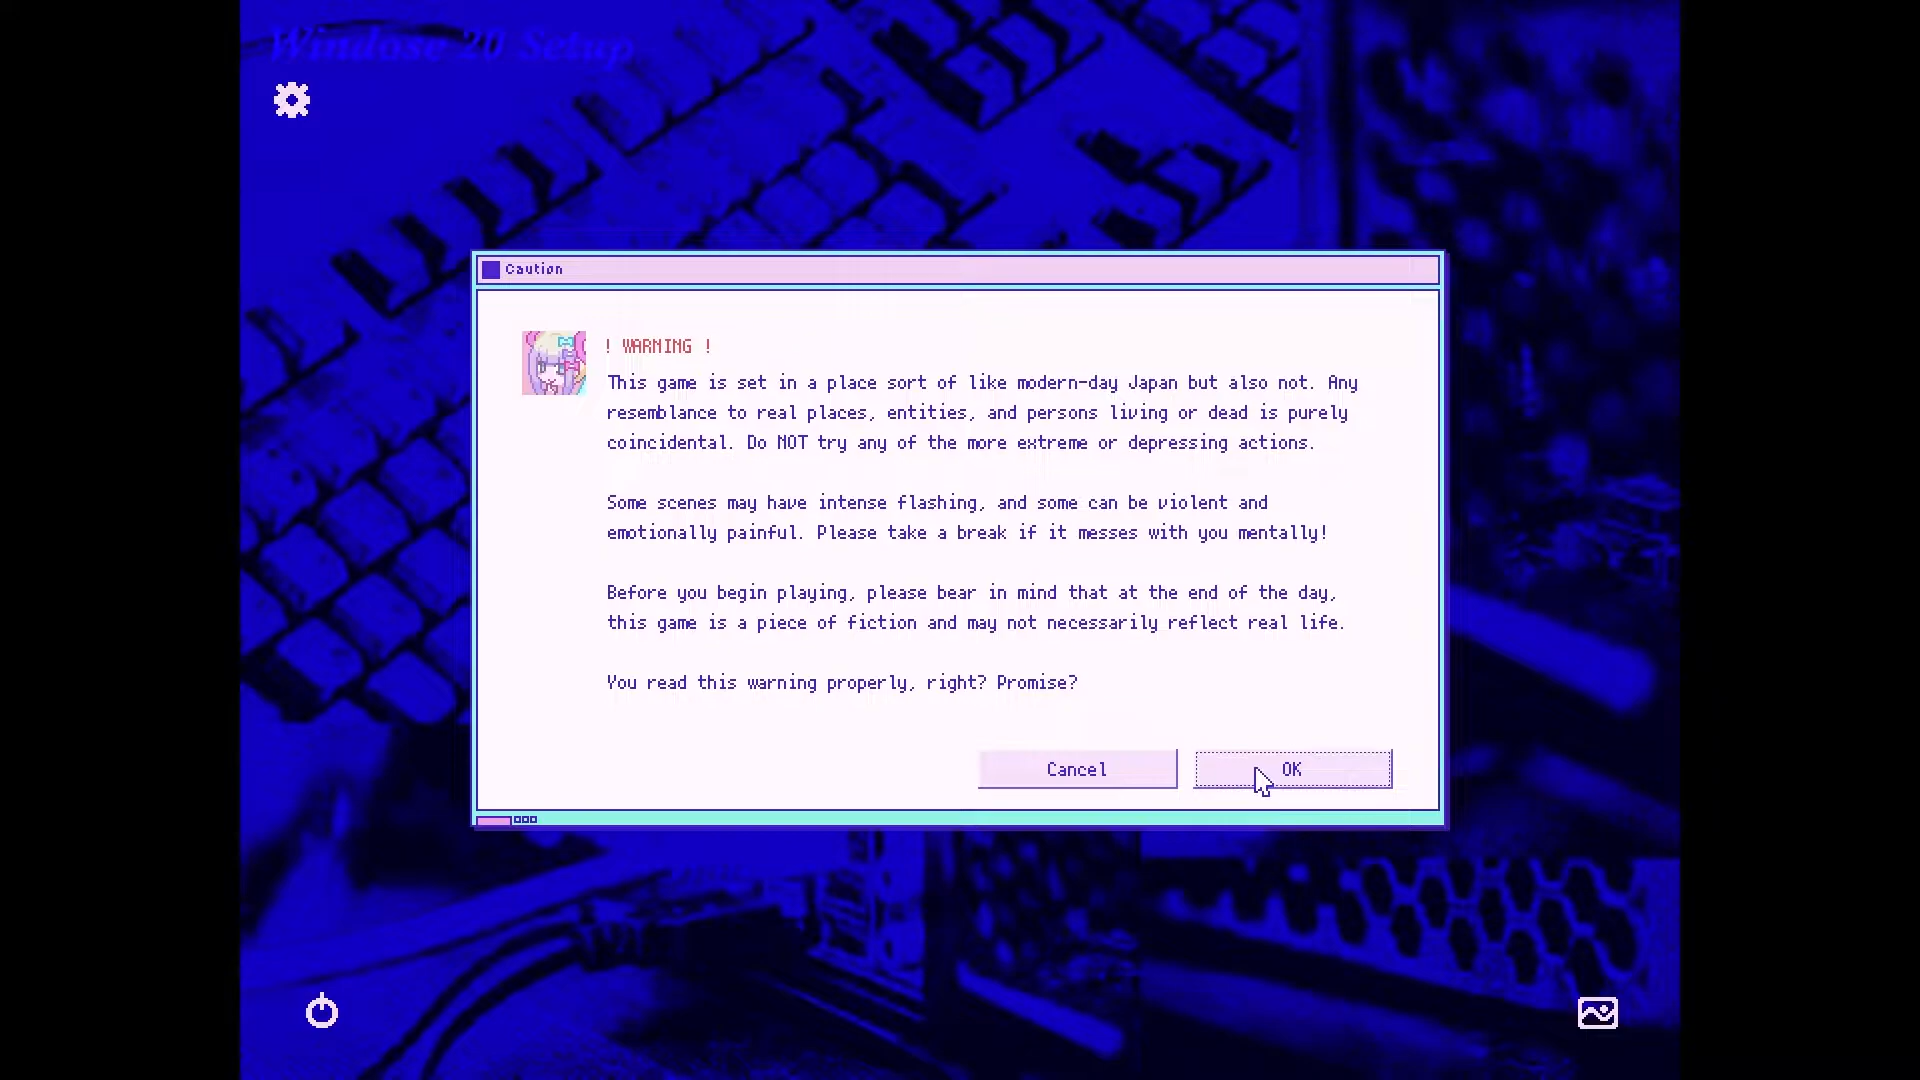 Windose 20 Setup
Caution
! WARNING !
This game is set in a place sort of like modern-day Japan but also not. Any
resemblance to real places, entities, and persons living or dead is purely
coincidental. Do NOT try any of the more extreme or depressing actions.
Some scenes may have intense flashing, and some can be violent and
emotionally painful. Please take a break if it messes with you mentally!
Before you begin playing, please bear in mind that at the end of the day,
this game is a piece of fiction and may not necessarily reflect real life.
You read this warning properly, right? Promise?
Cancel
OK